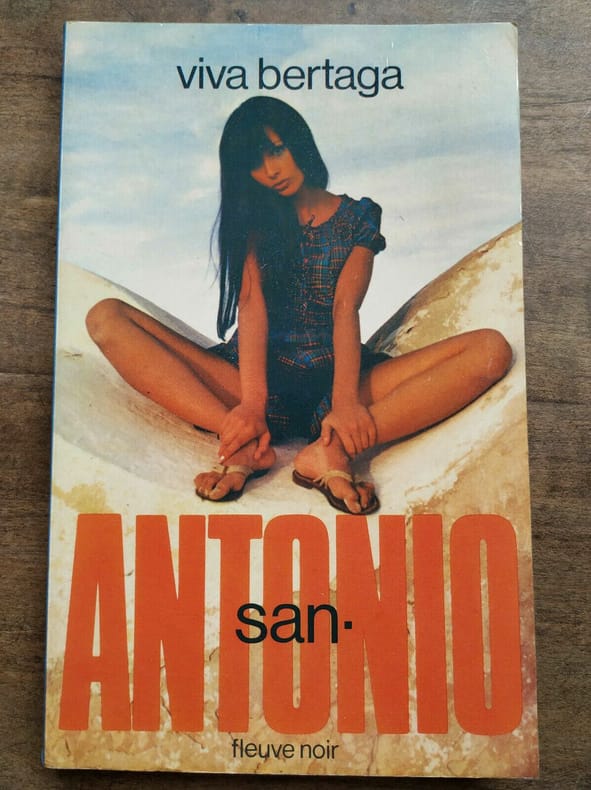 viva bertaga
san·
ANTONIO
fleuve noir